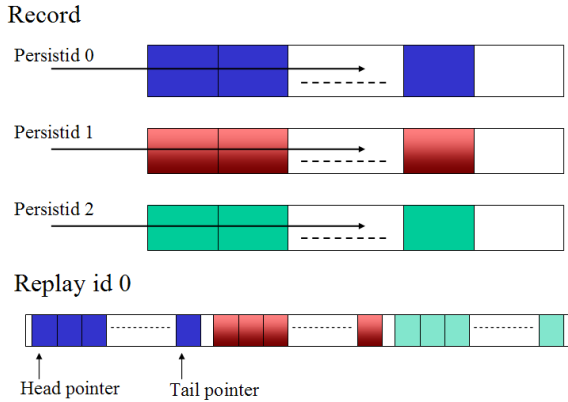 Record
Persistid 0
Persistid 1
Persistid 2
Replay id 0
Head pointer
Tail pointer